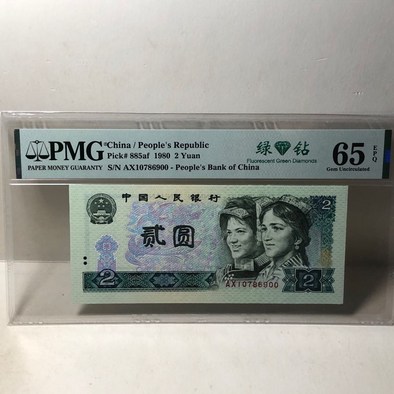 PMG
PAPER MONEY GUARANTY
China / People's Republic
Pick# 885af 1980 2 Yuan
S/N AX10786900 - People's Bank of China
绿 钻
Fluorescent Green Diamonds
65 EPQ
Gem Uncirculated
中国人民银行
2
贰圆
AX10786900
2
2